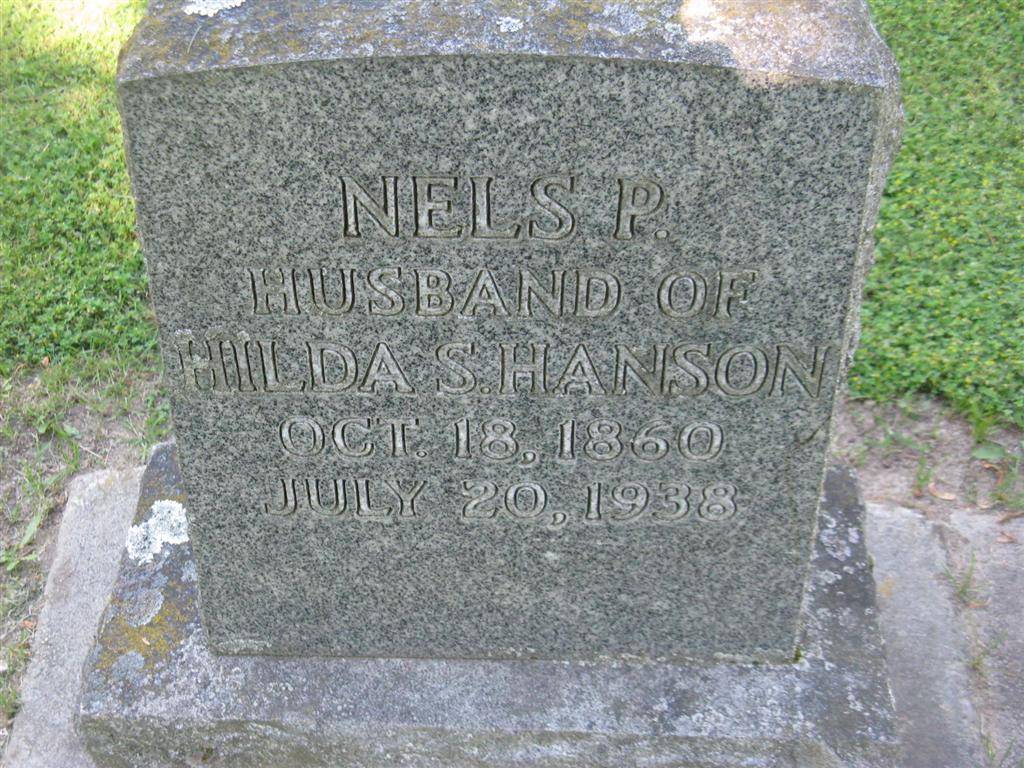 NELS P.
HUSBAND OF
HILDA S. HANSON
OCT. 18, 1860
JULY 20, 1938